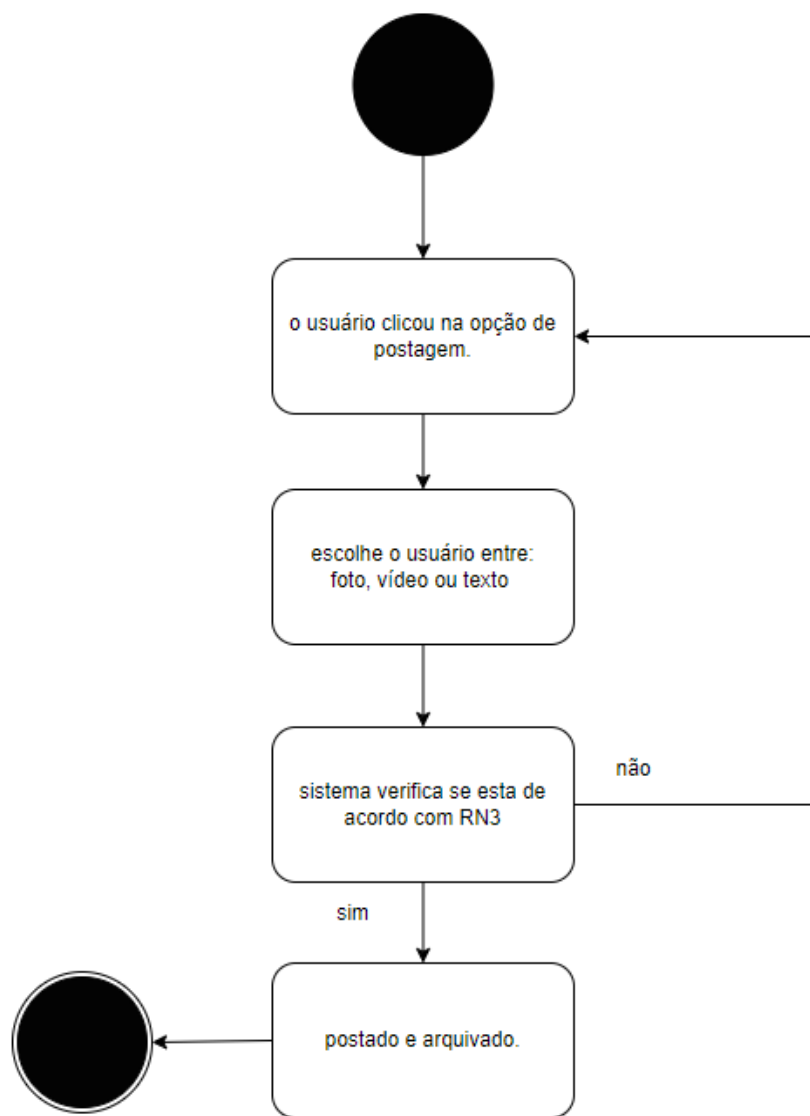 o usuário clicou na opção de
postagem.
escolhe o usuário entre:
foto, vídeo ou texto
sistema verifica se esta de
acordo com RN3
não
sim
postado e arquivado.